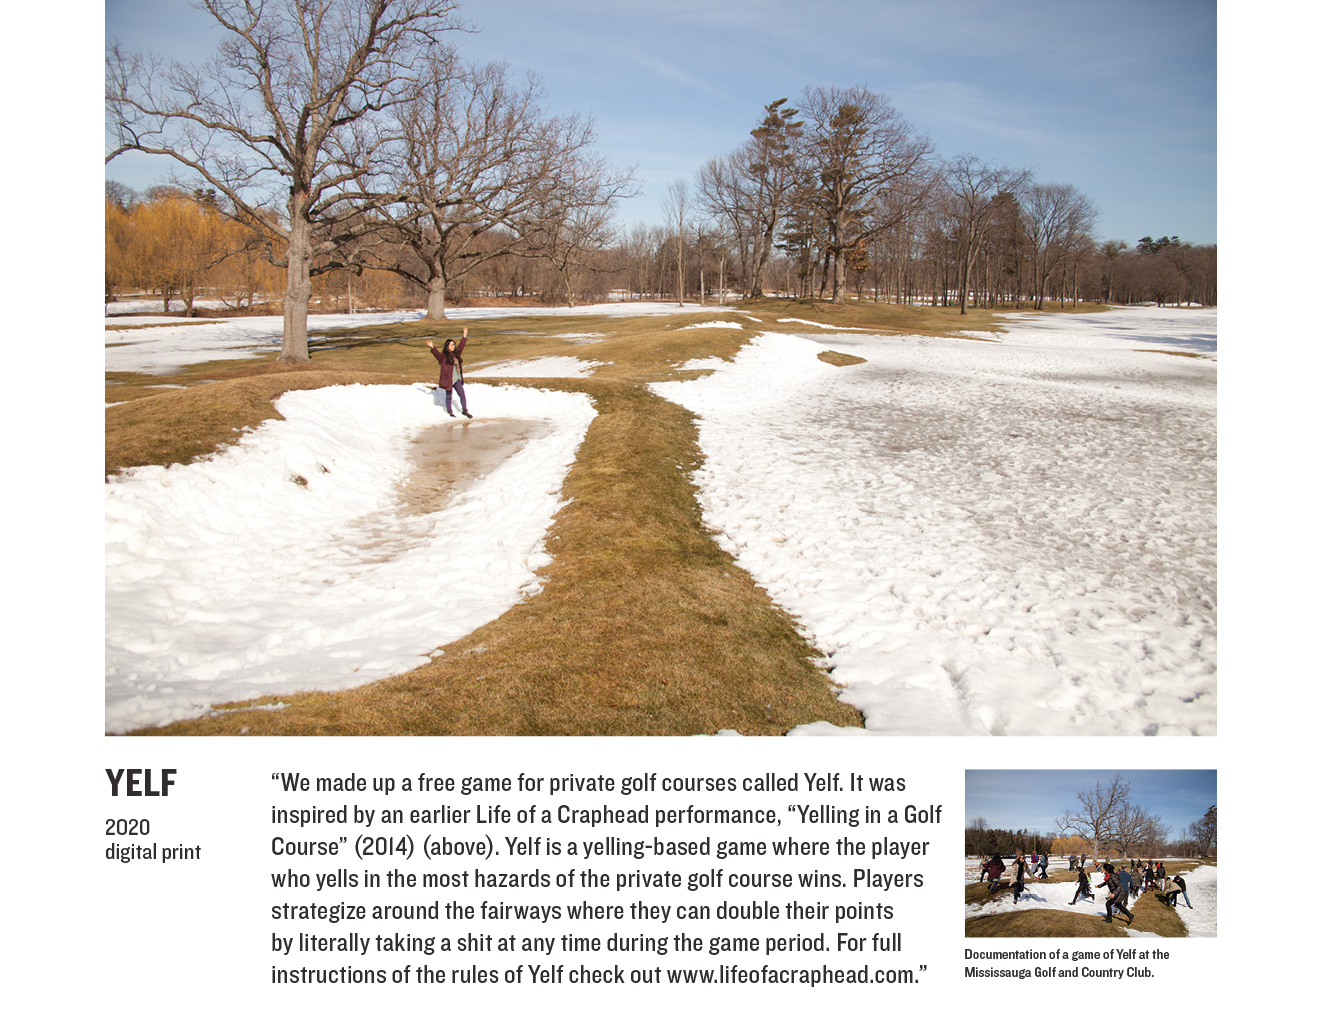 YELF
2020
digital print
“We made up a free game for private golf courses called Yelf. It was
inspired by an earlier Life of a Craphead performance, “Yelling in a Golf
Course” (2014) (above). Yelf is a yelling-based game where the player
who yells in the most hazards of the private golf course wins. Players
strategize around the fairways where they can double their points
by literally taking a shit at any time during the game period. For full
instructions of the rules of Yelf check out www.lifeofacraphead.com.”
Documentation of a game of Yelf at the
Mississauga Golf and Country Club.